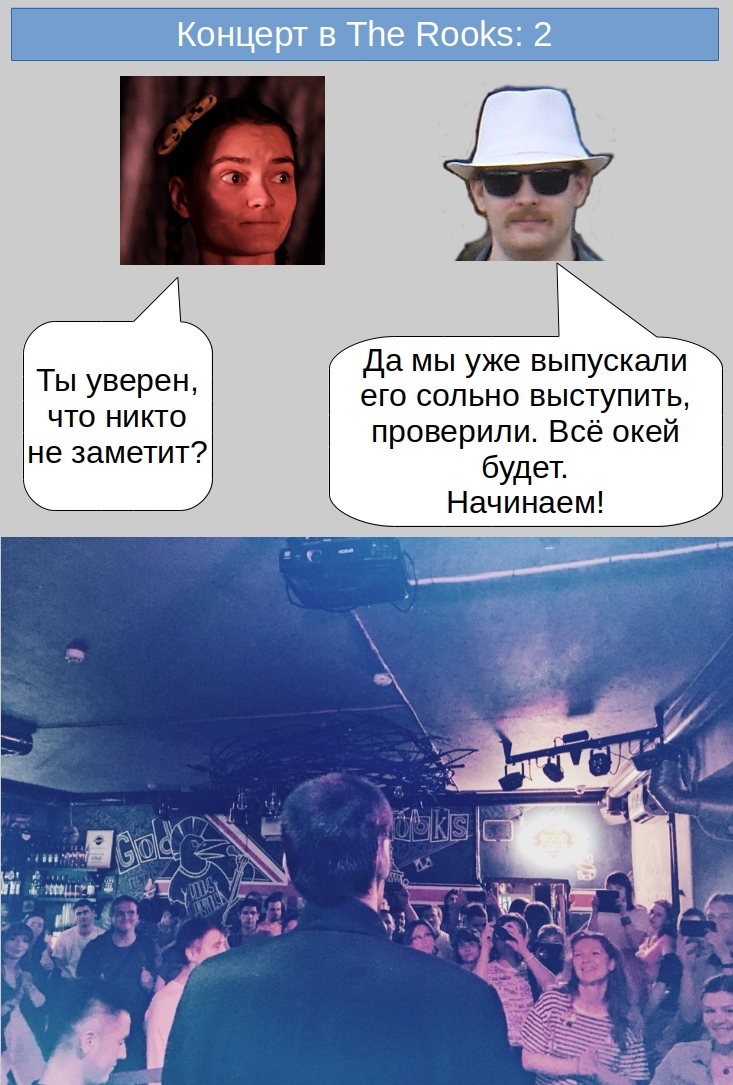 Концерт в The Rooks: 2
Ты уверен,
что никто
не заметит?
Да мы уже выпускали
его сольно выступить,
проверили. Всё окей
будет.
Начинаем!
Gold
ooks